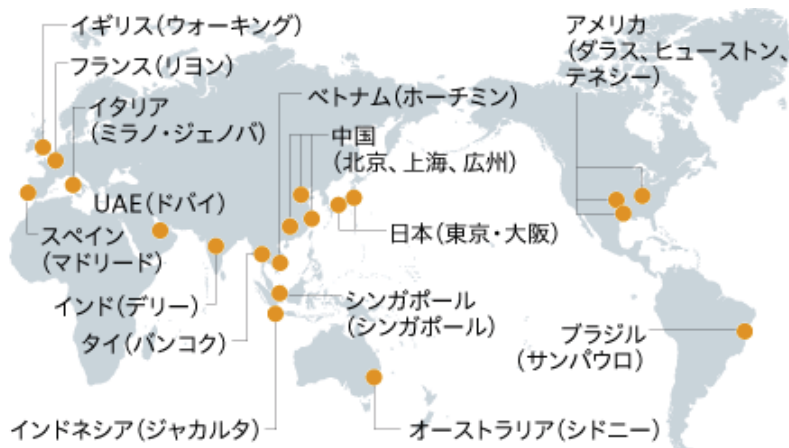 イギリス(ウォーキング)
フランス(リヨン)
イタリア
(ミラノ・ジェノバ)
UAE(ドバイ)
スペイン
(マドリード)
インド(デリー)
タイ(バンコク)
インドネシア(ジャカルタ)
ベトナム(ホーチミン)
中国
(北京、上海、広州)
日本(東京・大阪)
シンガポール
(シンガポール)
オーストラリア(シドニー)
アメリカ
(ダラス、ヒューストン、
テネシー)
ブラジル
(サンパウロ)